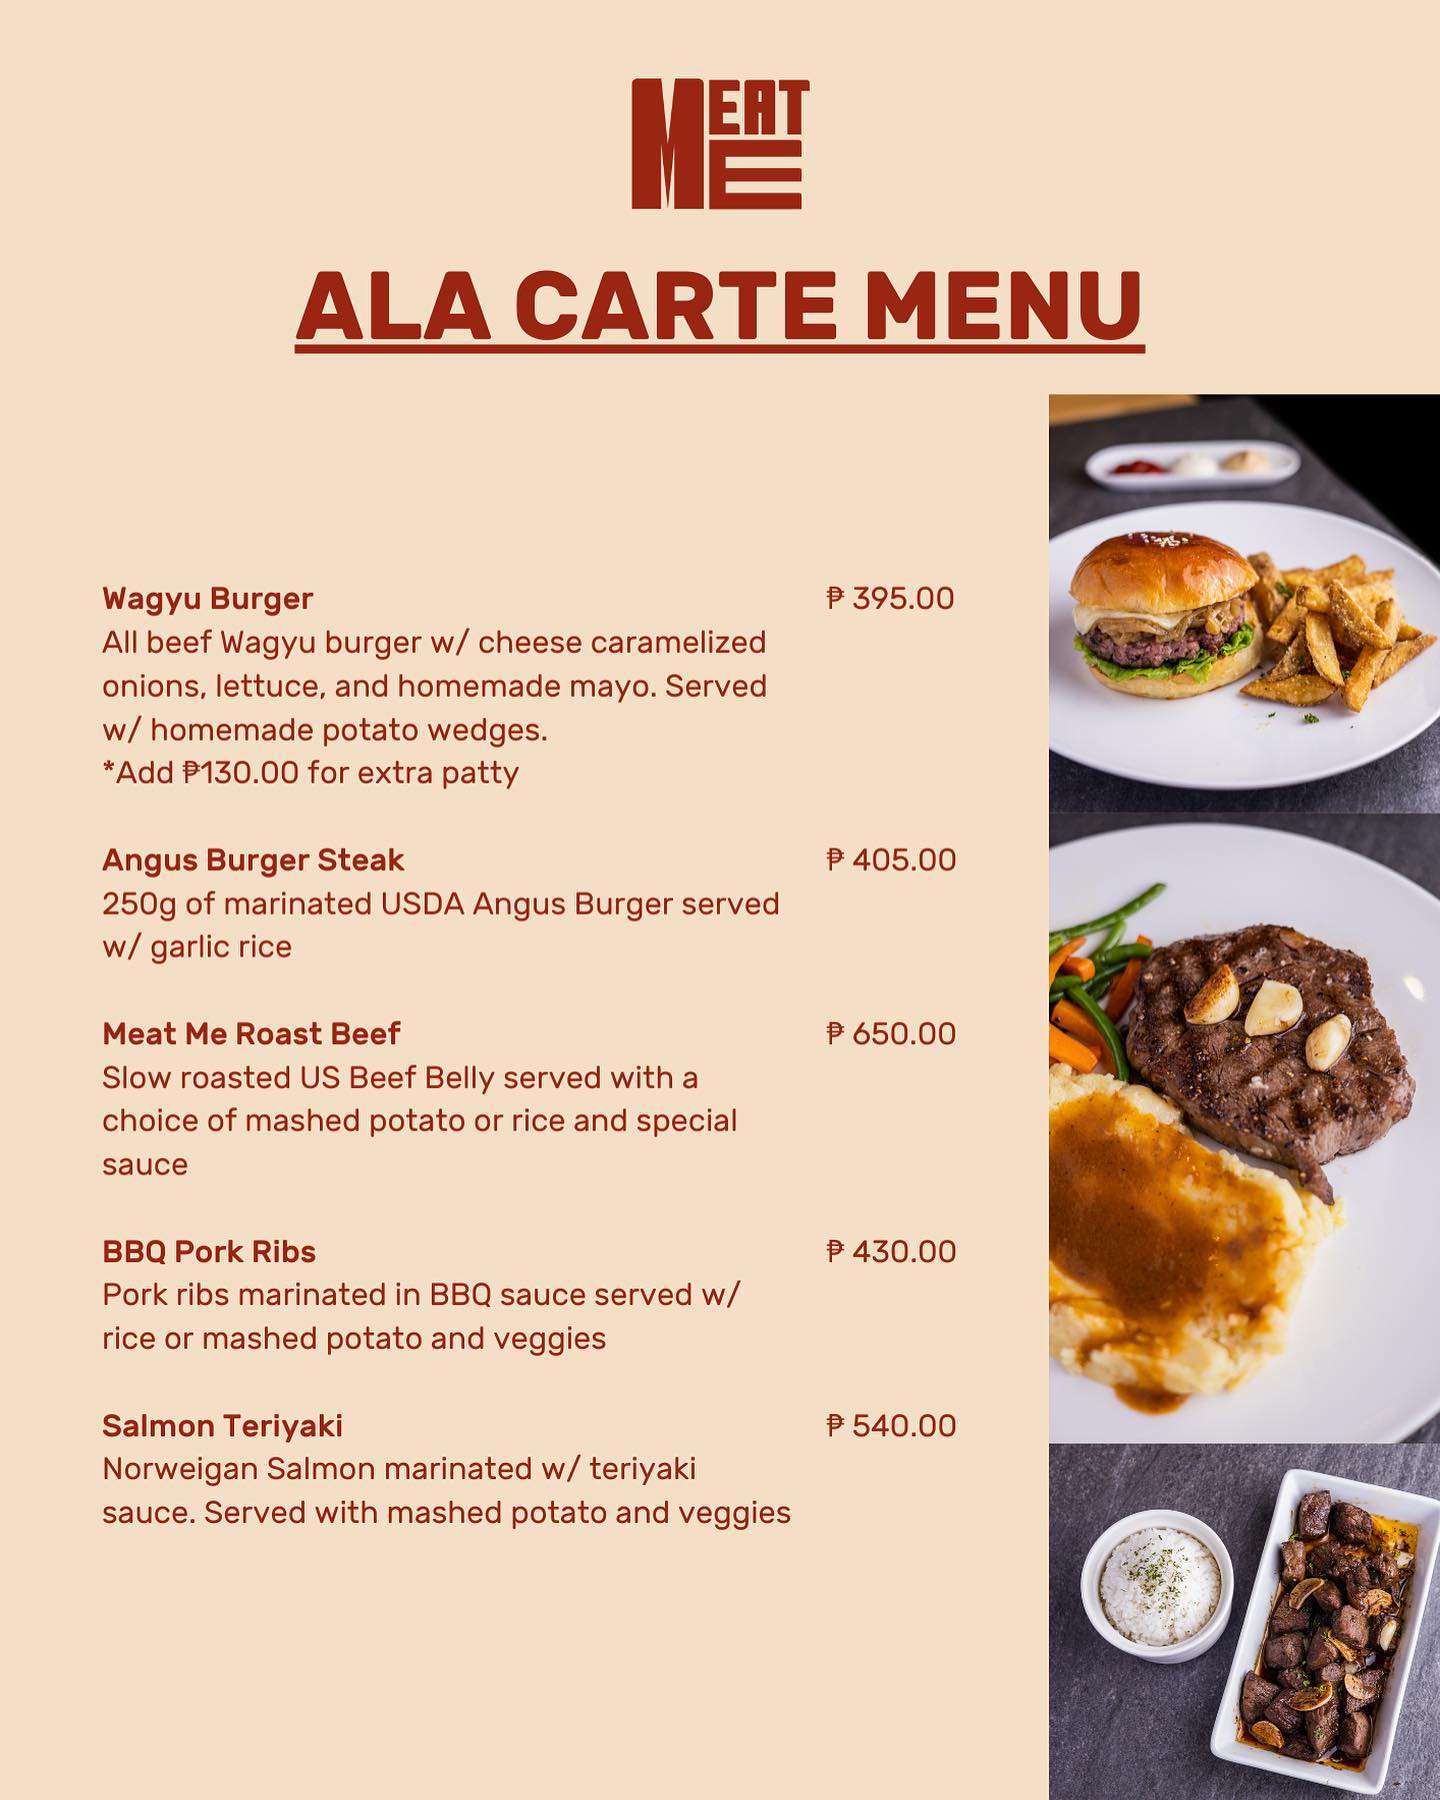 MEAT
ME
ALA CARTE MENU
Wagyu Burger ₱ 395.00
All beef Wagyu burger w/ cheese caramelized
onions, lettuce, and homemade mayo. Served
w/ homemade potato wedges.
*Add ₱130.00 for extra patty
Angus Burger Steak ₱ 405.00
250g of marinated USDA Angus Burger served
w/ garlic rice
Meat Me Roast Beef ₱ 650.00
Slow roasted US Beef Belly served with a
choice of mashed potato or rice and special
sauce
BBQ Pork Ribs ₱ 430.00
Pork ribs marinated in BBQ sauce served w/
rice or mashed potato and veggies
Salmon Teriyaki ₱ 540.00
Norweigan Salmon marinated w/ teriyaki
sauce. Served with mashed potato and veggies